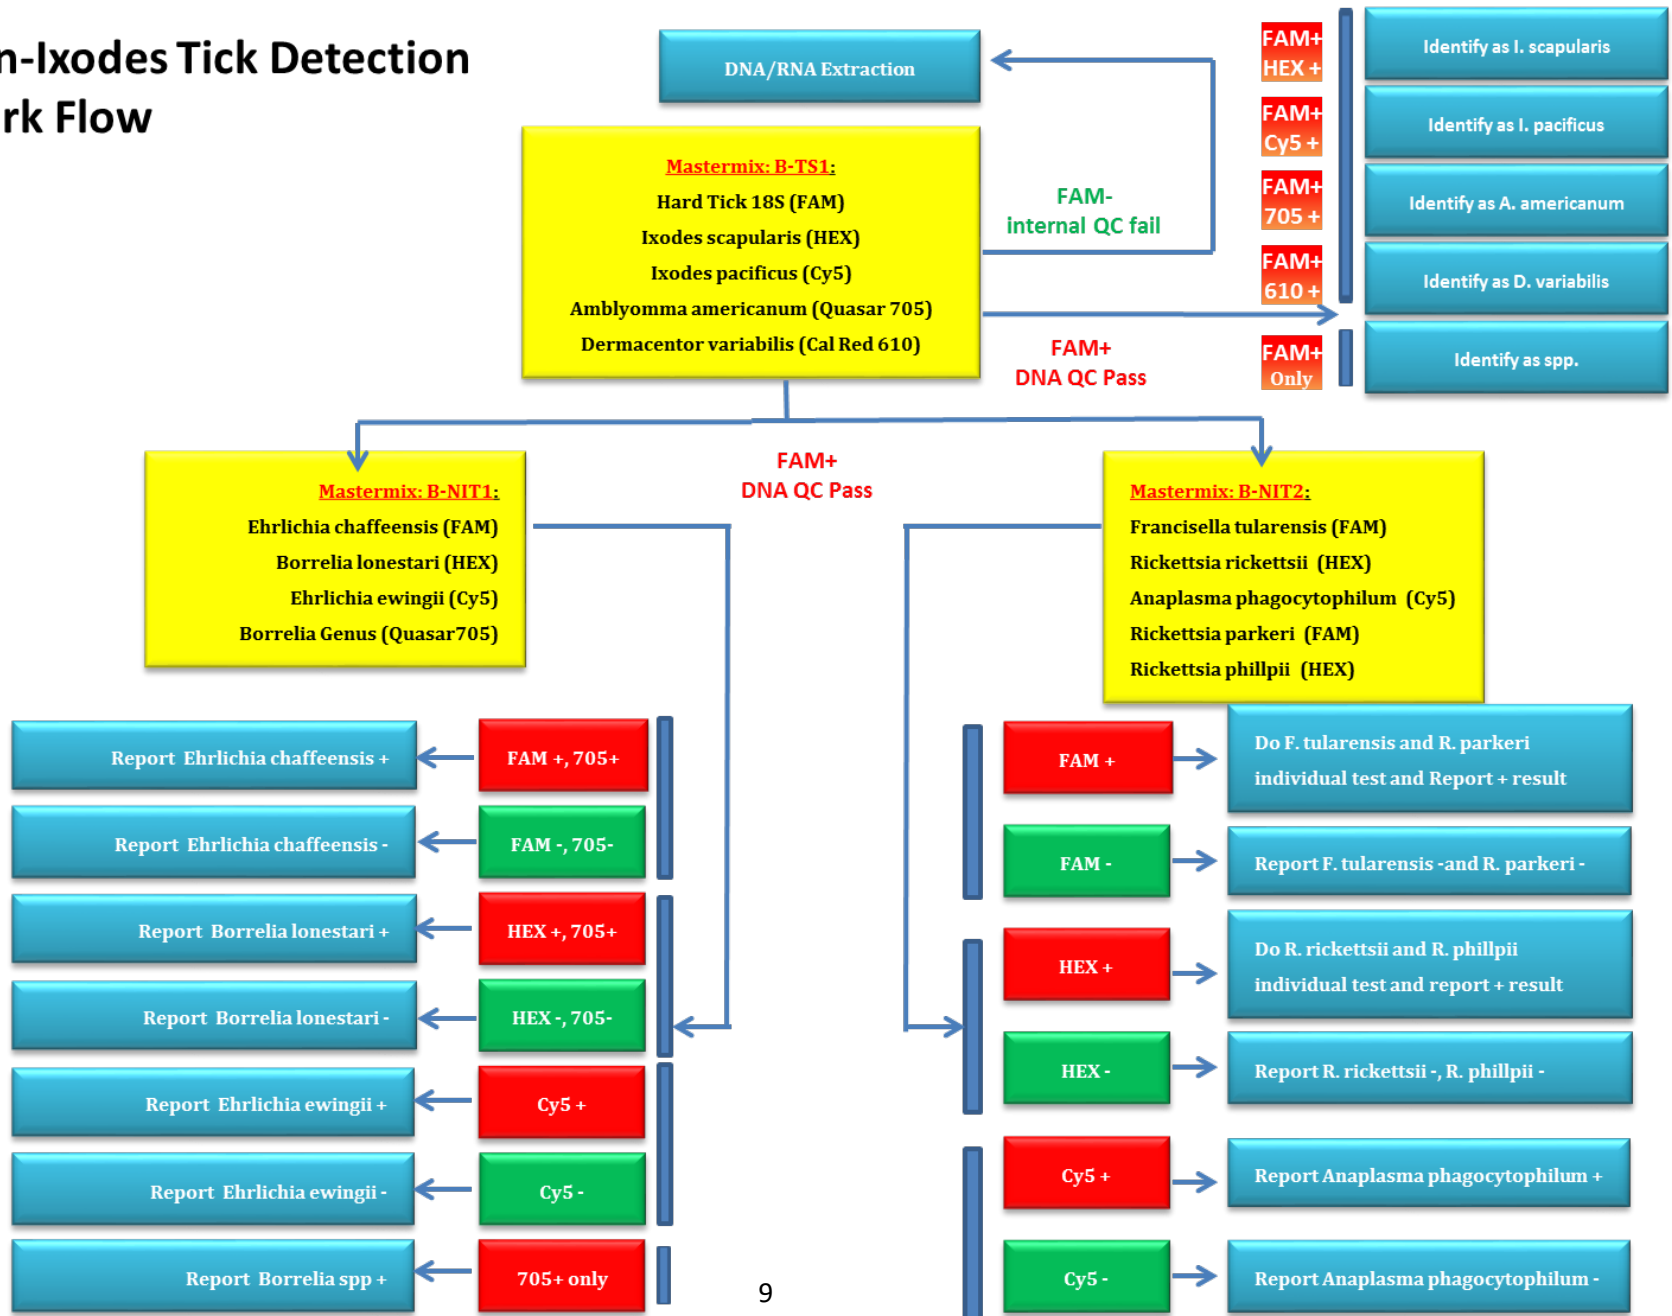 n-Ixodes Tick Detection
rk Flow
DNA/RNA Extraction
Mastermix: B-TS1:
Hard Tick 18S (FAM)
Ixodes scapularis (HEX)
Ixodes pacificus (Cy5)
Amblyomma americanum (Quasar 705)
Dermacentor variabilis (Cal Red 610)
FAM-
internal QC fail
FAM+
DNA QC Pass
FAM+
HEX +
Identify as I. scapularis
FAM+
Cy5 +
Identify as I. pacificus
FAM+
705 +
Identify as A. americanum
FAM+
610 +
Identify as D. variabilis
FAM+
Only
Identify as spp.
FAM+
DNA QC Pass
Mastermix: B-NIT1:
Ehrlichia chaffeensis (FAM)
Borrelia lonestari (HEX)
Ehrlichia ewingii (Cy5)
Borrelia Genus (Quasar705)
Mastermix: B-NIT2:
Francisella tularensis (FAM)
Rickettsia rickettsii (HEX)
Anaplasma phagocytophilum (Cy5)
Rickettsia parkeri (FAM)
Rickettsia phillpii (HEX)
Report Ehrlichia chaffeensis +
FAM +, 705+
Report Ehrlichia chaffeensis -
FAM -, 705-
Report Borrelia lonestari +
HEX +, 705+
Report Borrelia lonestari -
HEX -, 705-
Report Ehrlichia ewingii +
Cy5 +
Report Ehrlichia ewingii -
Cy5 -
Report Borrelia spp +
705+ only
FAM +
Do F. tularensis and R. parkeri
individual test and Report + result
FAM -
Report F. tularensis -and R. parkeri -
HEX +
Do R. rickettsii and R. phillpii
individual test and report + result
HEX -
Report R. rickettsii -, R. phillpii -
Cy5 +
Report Anaplasma phagocytophilum +
Cy5 -
Report Anaplasma phagocytophilum -
9